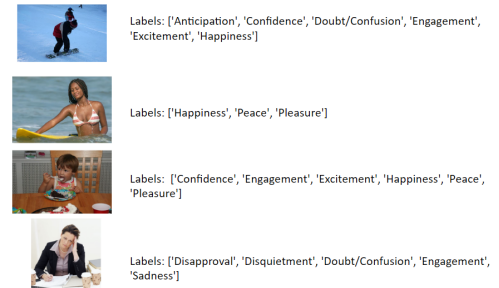 Labels: ['Anticipation', 'Confidence', 'Doubt/Confusion', 'Engagement',
'Excitement', 'Happiness']
Labels: ['Happiness', 'Peace', 'Pleasure']
Labels:  ['Confidence', 'Engagement', 'Excitement', 'Happiness', 'Peace',
'Pleasure']
Labels: ['Disapproval', 'Disquietment', 'Doubt/Confusion', 'Engagement',
'Sadness']